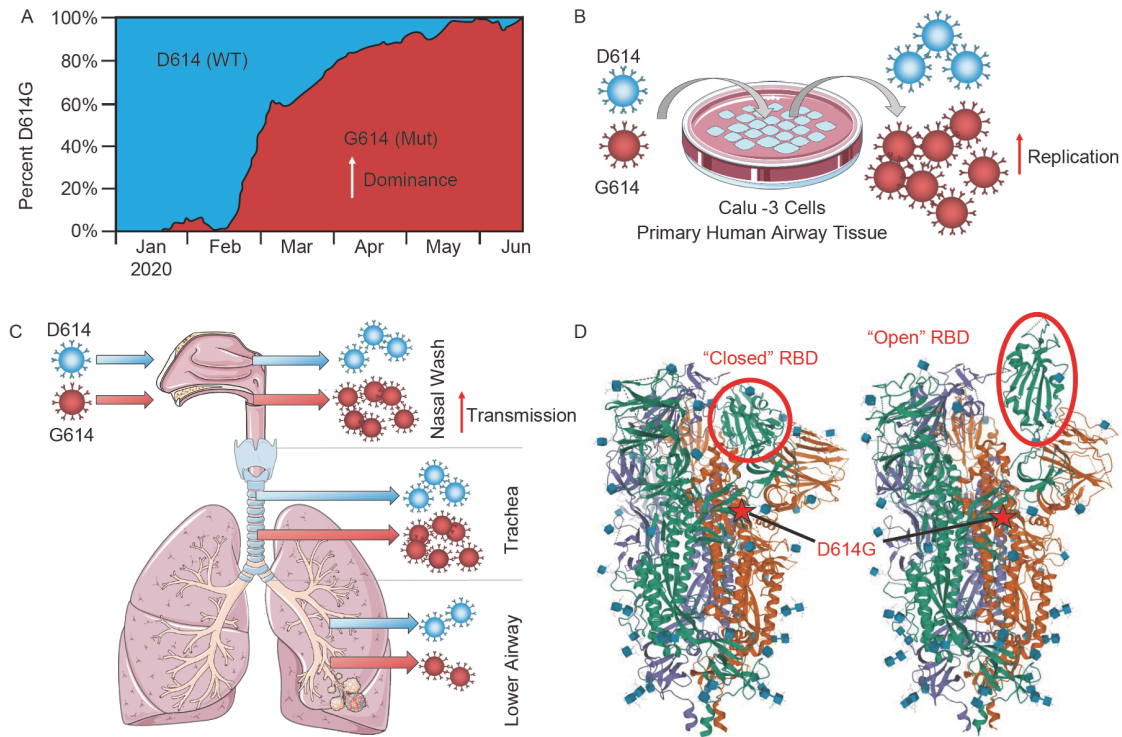 A
Percent D614G
100%
80%
60%
40%
20%
0%
D614 (WT)
G614 (Mut)
Dominance
Jan
Feb
Mar
Apr
May
Jun
2020
B
D614
G614
Replication
Calu -3 Cells
Primary Human Airway Tissue
C
D614
G614
Nasal Wash
Transmission
Trachea
Lower Airway
D
"Closed" RBD
"Open" RBD
D614G